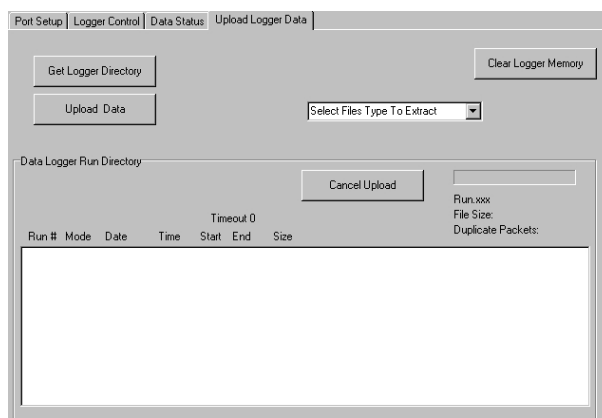 Port Setup Logger Control Data Status Upload Logger Data
Get Logger Directory
Clear Logger Memory
Upload Data
Select Files Type To Extract
Data Logger Run Directory
Cancel Upload
Run.xxx
File Size:
Duplicate Packets:
Timeout 0
Run # Mode Date Time Start End Size